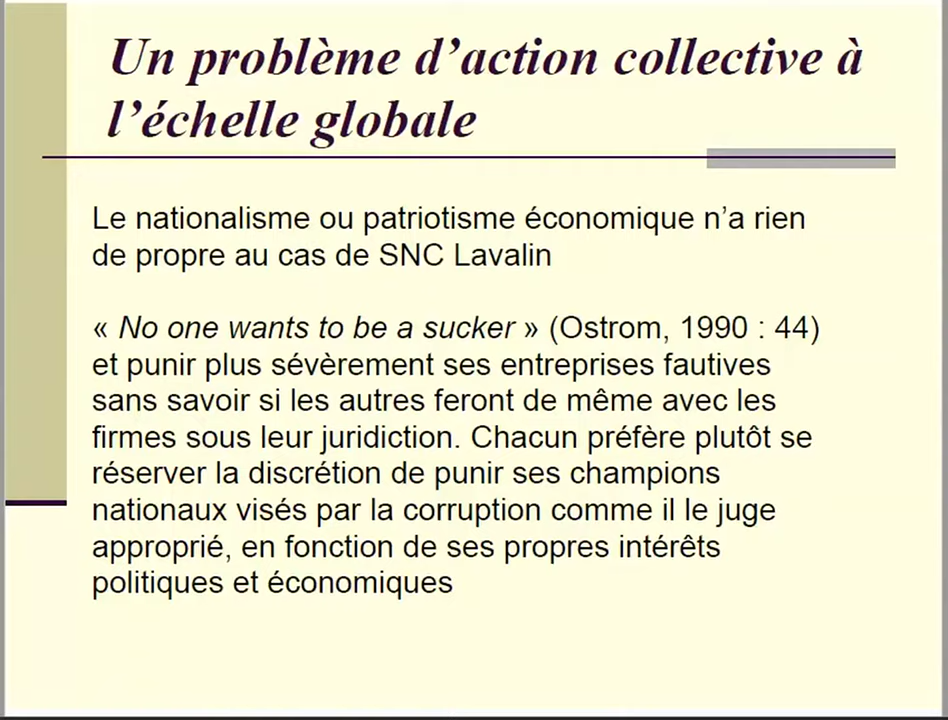 Un problème d’action collective à
l’échelle globale
Le nationalisme ou patriotisme économique n’a rien
de propre au cas de SNC Lavalin
« No one wants to be a sucker » (Ostrom, 1990 : 44)
et punir plus sévèrement ses entreprises fautives
sans savoir si les autres feront de même avec les
firmes sous leur juridiction. Chacun préfère plutôt se
réserver la discrétion de punir ses champions
nationaux visés par la corruption comme il le juge
approprié, en fonction de ses propres intérêts
politiques et économiques